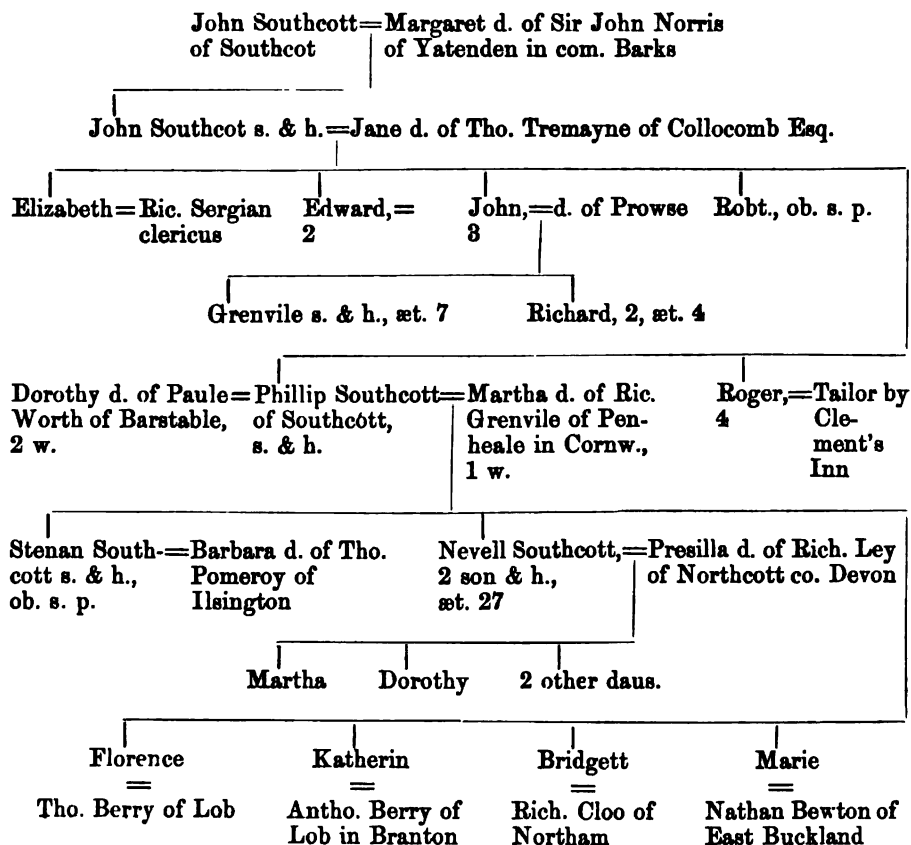 John Southcott = Margaret d. of Sir John Norris
of Southcot of Yatenden in com. Barks
John Southcot s. & h. = Jane d. of Tho. Tremayne of Collocomb Esq.
Elizabeth = Ric. Sergian Edward, = John, = d. of Prowse Robt., ob. s. p.
clericus 2 3
Grenvile s. & h., æt. 7 Richard, 2, æt. 4
Dorothy d. of Paule = Phillip Southcott = Martha d. of Ric. Roger, = Tailor by
Worth of Barstable, of Southcott, Grenvile of Pen- 4 Cle-
2 w. s. & h. heale in Cornw., ment's
1 w. Inn
Stenan South- = Barbara d. of Tho. Nevell Southcott, = Presilla d. of Rich. Ley
cott s. & h., Pomeroy of 2 son & h., of Northcott co. Devon
ob. s. p. Ilsington æt. 27
Martha Dorothy 2 other daus.
Florence Katherin Bridgett Marie
= = = =
Tho. Berry of Lob Antho. Berry of Rich. Cloo of Nathan Bewton of
Lob in Branton Northam East Buckland